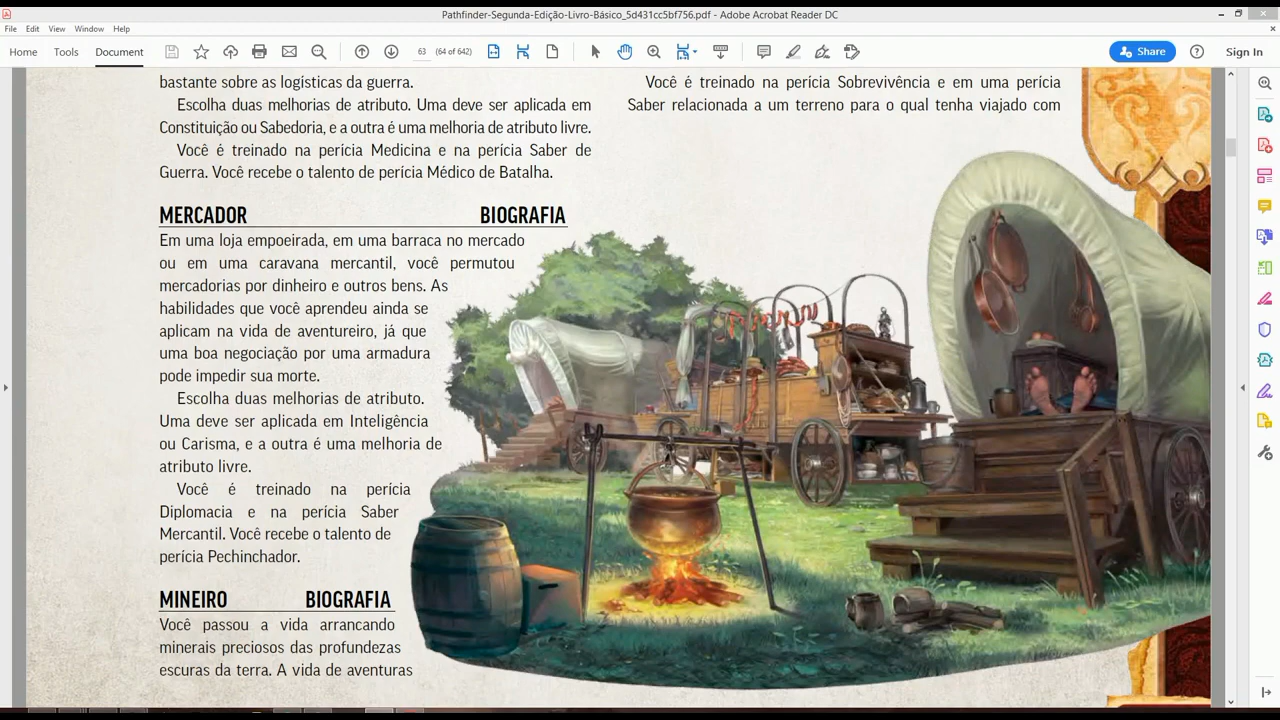 Pathfinder-Segunda-Edição-Livro-Básico_5d431cc5bf756.pdf - Adobe Acrobat Reader DC
File Edit View Window Help
Home Tools Document 63 (64 of 642) Share Sign In
bastante sobre as logísticas da guerra.
Escolha duas melhorias de atributo. Uma deve ser aplicada em
Constituição ou Sabedoria, e a outra é uma melhoria de atributo livre.
Você é treinado na perícia Medicina e na perícia Saber de
Guerra. Você recebe o talento de perícia Médico de Batalha.
MERCADOR BIOGRAFIA
Em uma loja empoeirada, em uma barraca no mercado
ou em uma caravana mercantil, você permutou
mercadorias por dinheiro e outros bens. As
habilidades que você aprendeu ainda se
aplicam na vida de aventureiro, já que
uma boa negociação por uma armadura
pode impedir sua morte.
Escolha duas melhorias de atributo.
Uma deve ser aplicada em Inteligência
ou Carisma, e a outra é uma melhoria de
atributo livre.
Você é treinado na perícia
Diplomacia e na perícia Saber
Mercantil. Você recebe o talento de
perícia Pechinchador.
MINEIRO BIOGRAFIA
Você passou a vida arrancando
minerais preciosos das profundezas
escuras da terra. A vida de aventuras
Você é treinado na perícia Sobrevivência e em uma perícia
Saber relacionada a um terreno para o qual tenha viajado com